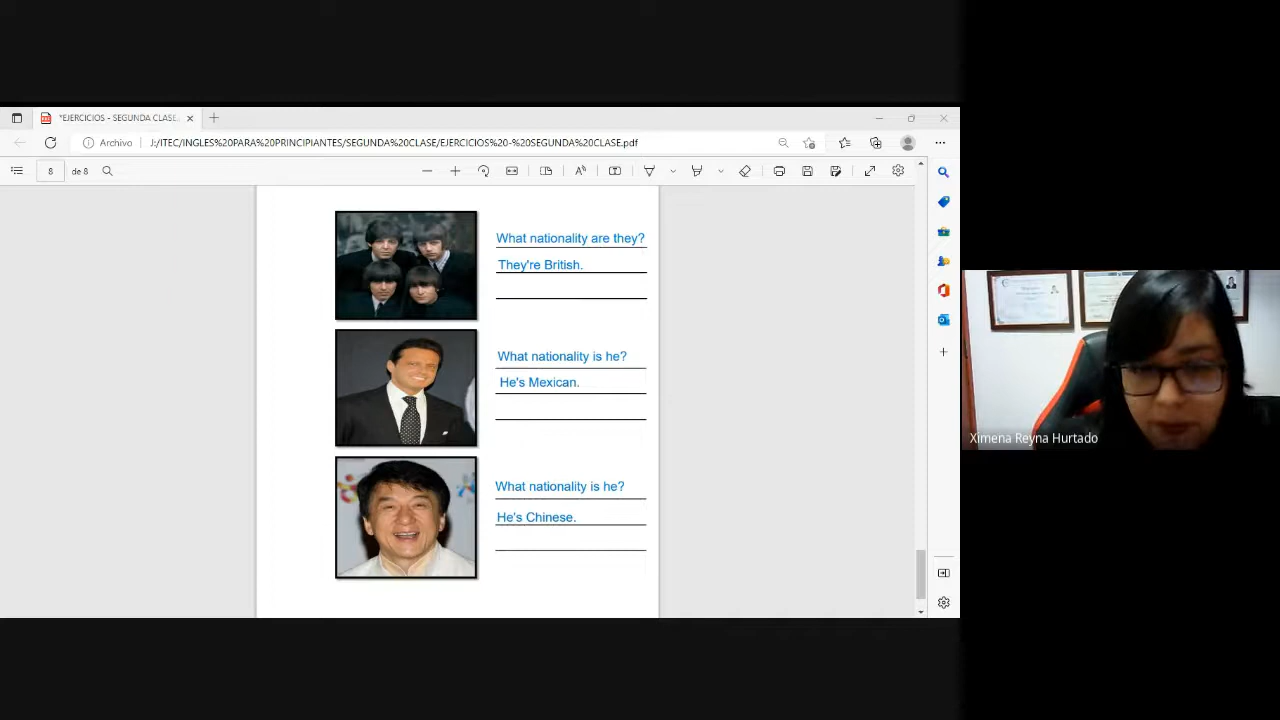 *EJERCICIOS - SEGUNDA CLASE.
Archivo
J:/ITEC/INGLES%20PARA%20PRINCIPIANTES/SEGUNDA%20CLASE/EJERCICIOS%20-%20SEGUNDA%20CLASE.pdf
8
de 8
What nationality are they?
They're British.
What nationality is he?
He's Mexican.
What nationality is he?
He's Chinese.
Ximena Reyna Hurtado